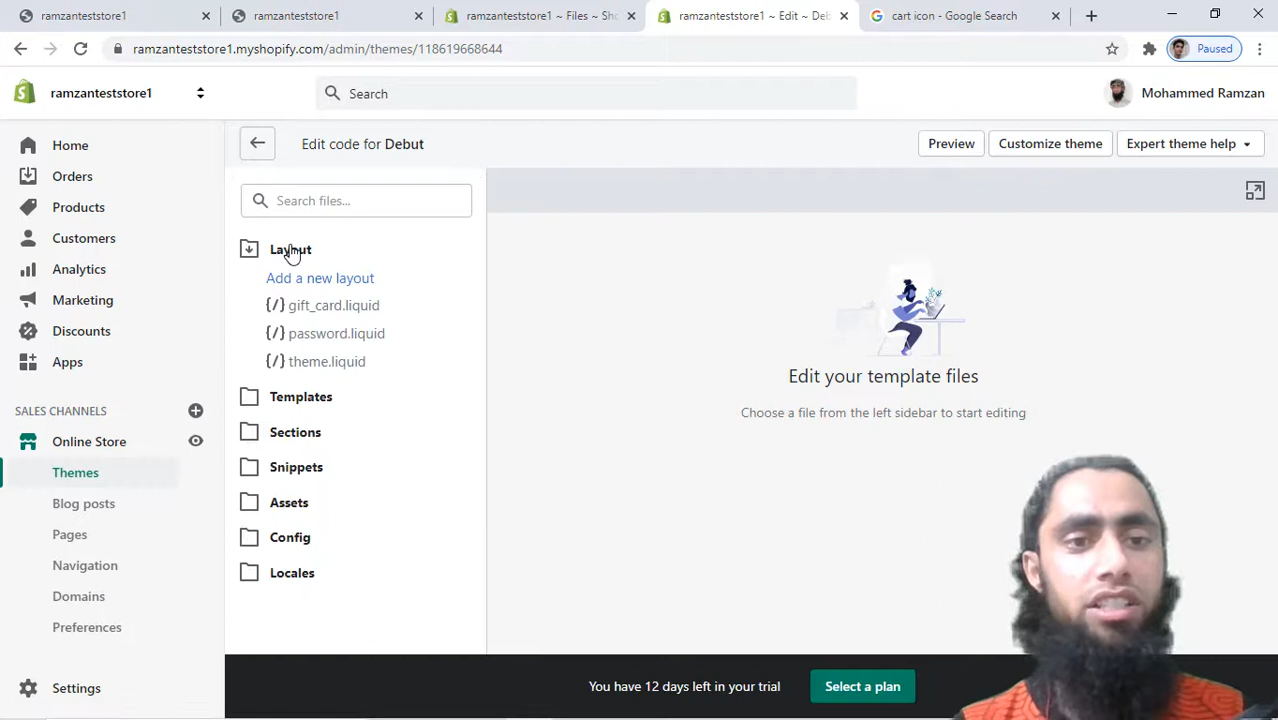 ramzanteststore1
ramzanteststore1
ramzanteststore1 ~ Files ~ Sho
ramzanteststore1 ~ Edit ~ Deb
cart icon - Google Search
ramzanteststore1.myshopify.com/admin/themes/118619668644
Paused
ramzanteststore1
Search
Mohammed Ramzan
Home
Orders
Products
Customers
Analytics
Marketing
Discounts
Apps
SALES CHANNELS
Online Store
Themes
Blog posts
Pages
Navigation
Domains
Preferences
Settings
Edit code for Debut
Preview
Customize theme
Expert theme help
Search files...
Layout
Add a new layout
{/} gift_card.liquid
{/} password.liquid
{/} theme.liquid
Templates
Sections
Snippets
Assets
Config
Locales
Edit your template files
Choose a file from the left sidebar to start editing
You have 12 days left in your trial
Select a plan